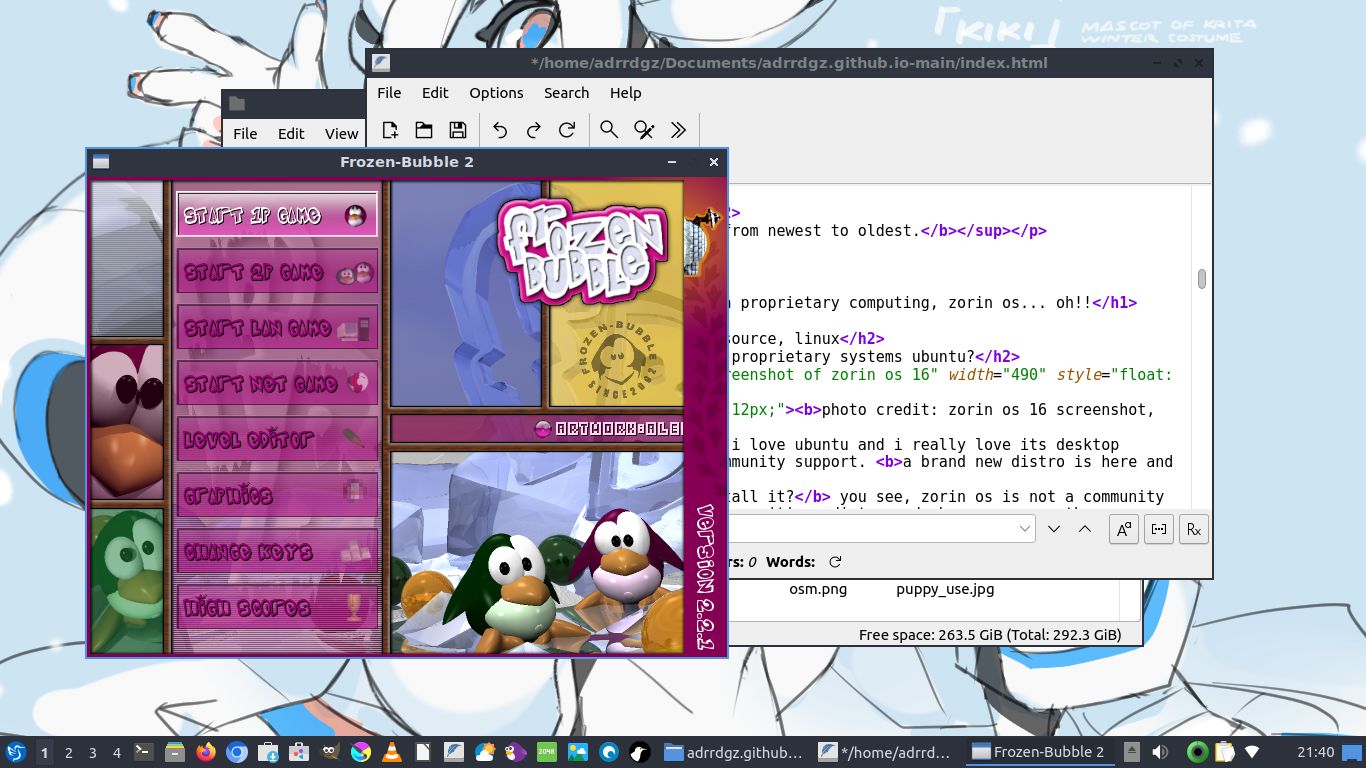 「KIKI」 MASCOT OF KRITA
WINTER COSTUME
*/home/adrrdgz/Documents/adrrdgz.github.io-main/index.html
File Edit Options Search Help
File Edit View
Frozen-Bubble 2
START 1P GAME
START 2P GAME
START LAN GAME
START NET GAME
LEVEL EDITOR
GRAPHICS
CHANGE KEYS
HIGH SCORES
FROZEN
BUBBLE
FROZEN-BUBBLE
SINCE2002
ARTWORK:ALE
VERSION 2.2.1
2>
from newest to oldest.</b></sup></p>
proprietary computing, zorin os... oh!!</h1>
source, linux</h2>
proprietary systems ubuntu?</h2>
reenshot of zorin os 16" width="490" style="float:
12px;"><b>photo credit: zorin os 16 screenshot,
i love ubuntu and i really love its desktop
munity support. <b>a brand new distro is here and
call it?</b> you see, zorin os is not a community
rs: 0 Words:
osm.png puppy_use.jpg
Free space: 263.5 GiB (Total: 292.3 GiB)
1 2 3 4 2048 adrrdgz.github... */home/adrrd... Frozen-Bubble 2 21:40